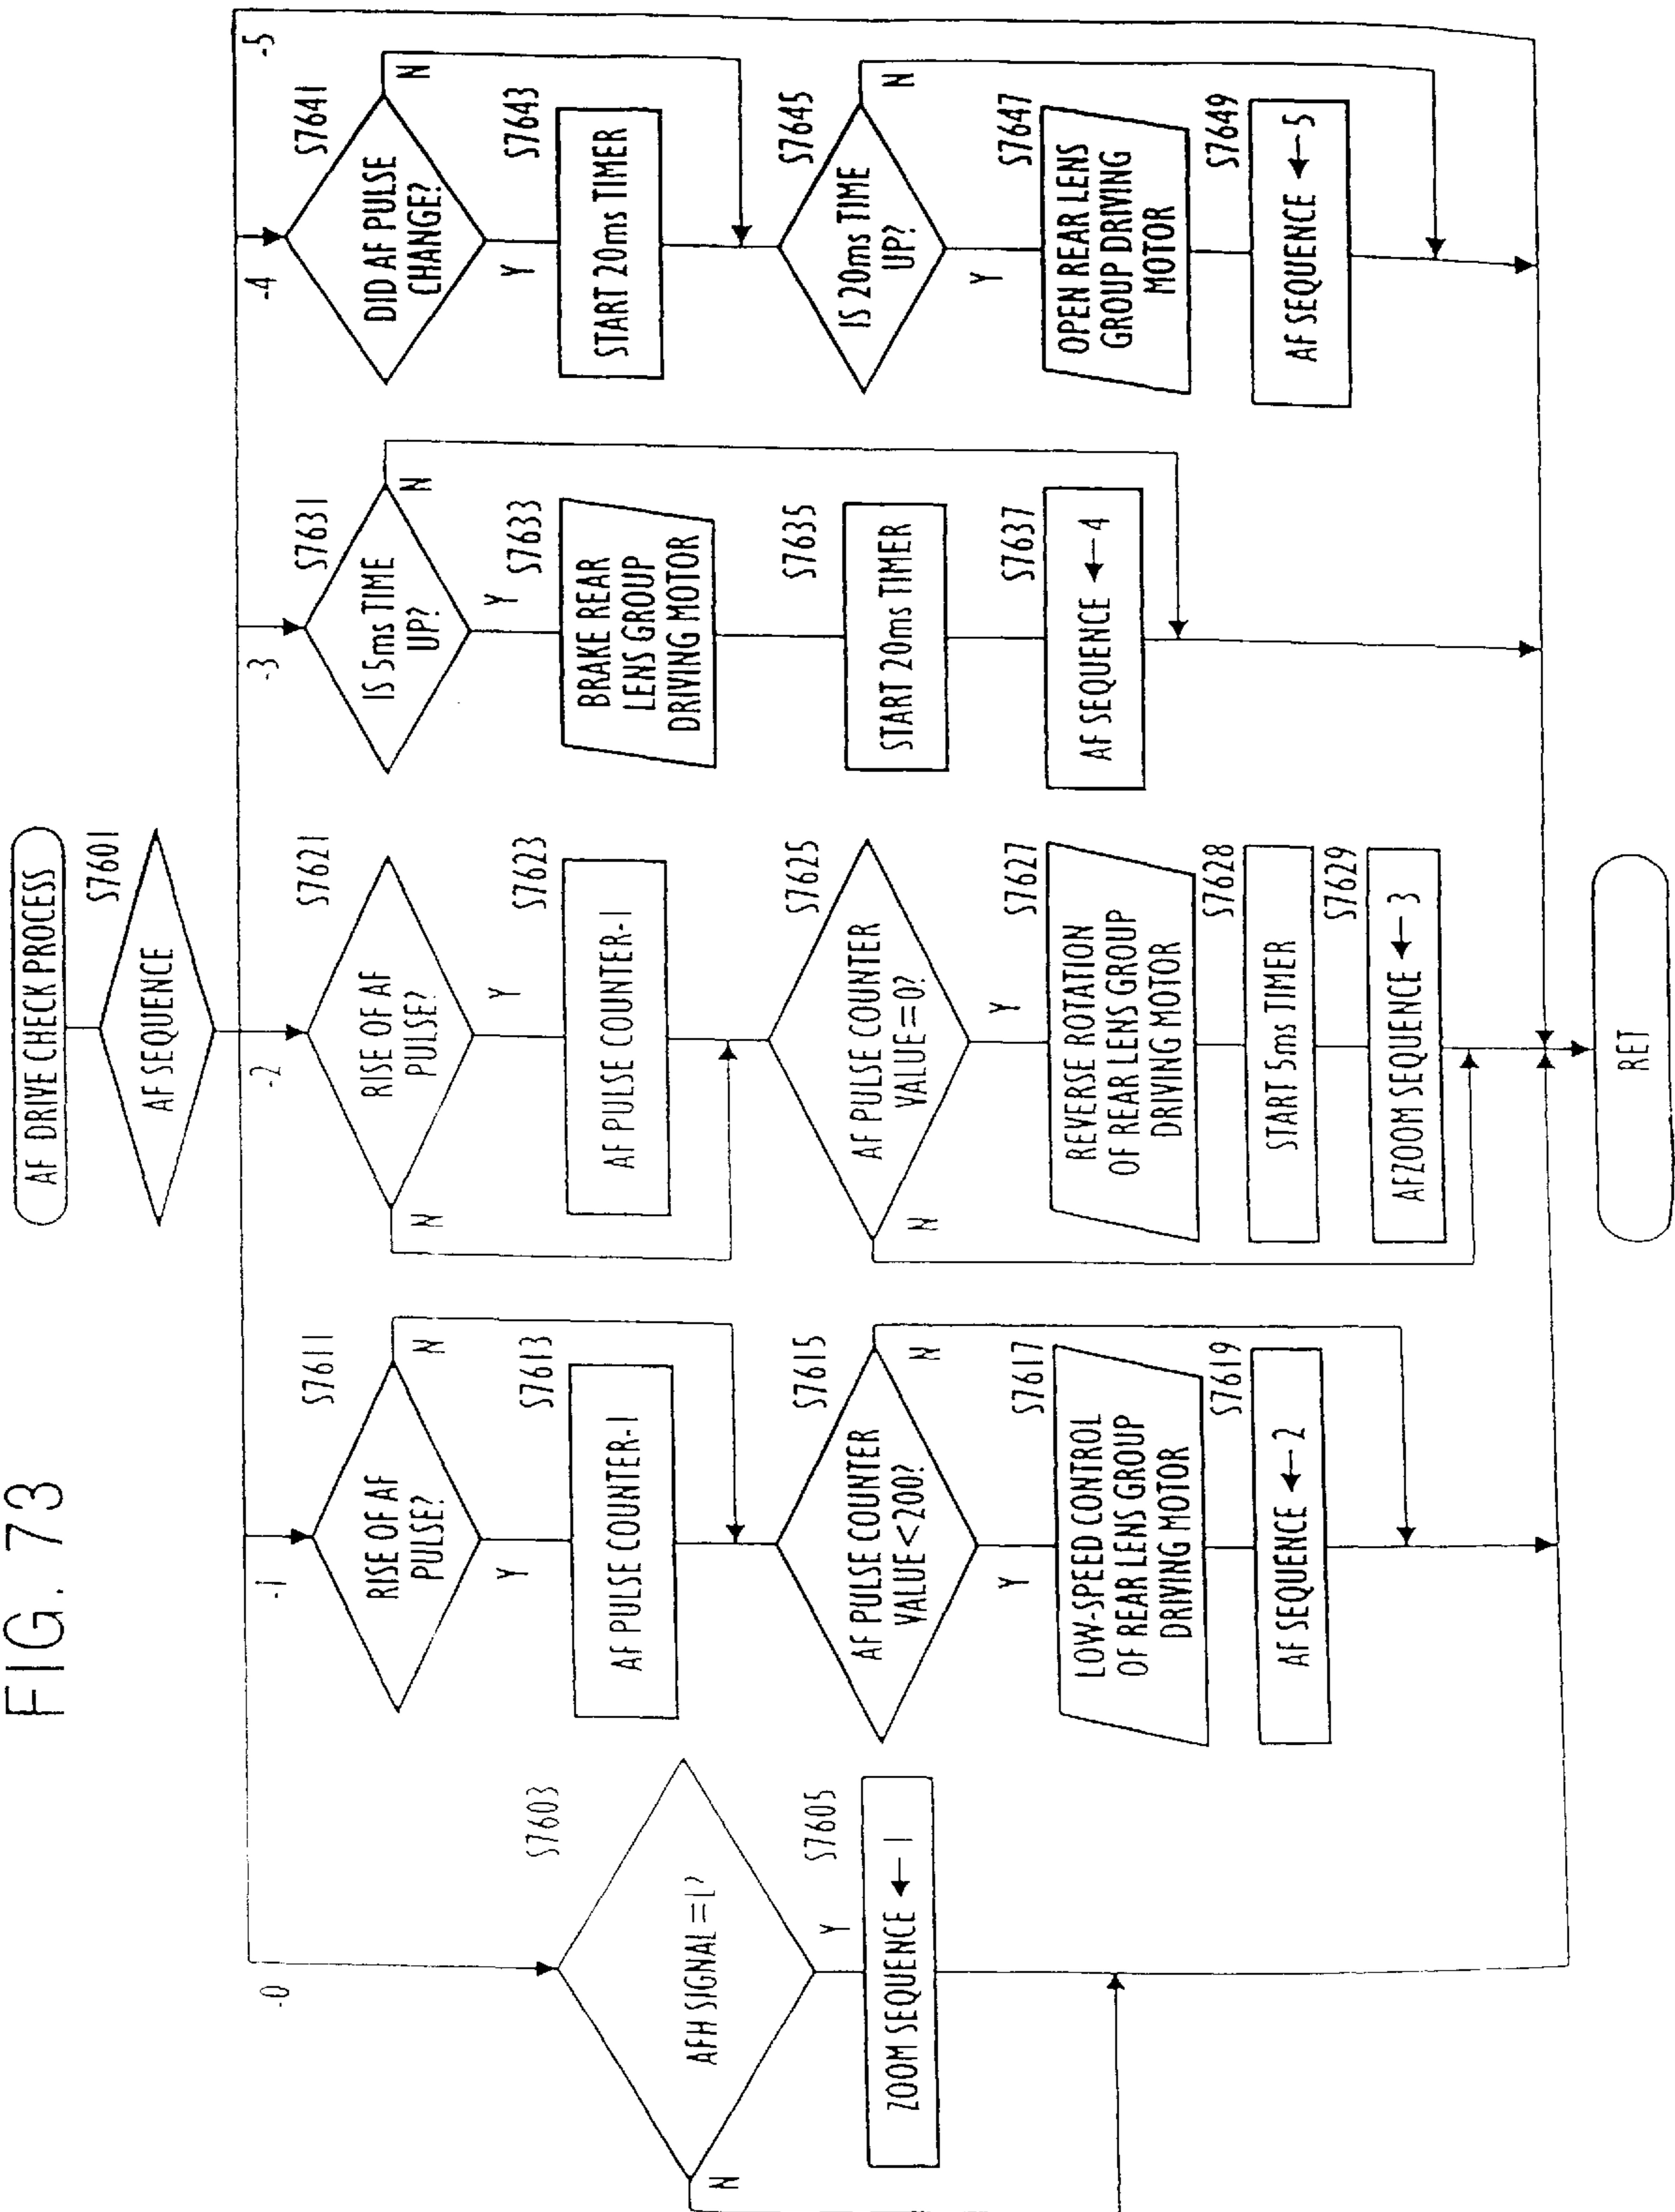 FIG. 73
AF DRIVE CHECK PROCESS
S7601
AF SEQUENCE
-0
S7603
AFH SIGNAL=L?
N
Y
S7605
ZOOM SEQUENCE ← 1
-1
S7611
RISE OF AF
PULSE?
N
Y
S7613
AF PULSE COUNTER-1
S7615
AF PULSE COUNTER
VALUE<200?
N
Y
S7617
LOW-SPEED CONTROL
OF REAR LENS GROUP
DRIVING MOTOR
S7619
AF SEQUENCE ← 2
-2
S7621
RISE OF AF
PULSE?
N
Y
S7623
AF PULSE COUNTER-1
S7625
AF PULSE COUNTER
VALUE=0?
N
Y
S7627
REVERSE ROTATION
OF REAR LENS GROUP
DRIVING MOTOR
S7628
START 5ms TIMER
S7629
AFZOOM SEQUENCE ← 3
-3
S7631
IS 5ms TIME
UP?
N
Y
S7633
BRAKE REAR
LENS GROUP
DRIVING MOTOR
S7635
START 20ms TIMER
S7637
AF SEQUENCE ← 4
-4
S7641
DID AF PULSE
CHANGE?
N
Y
S7643
START 20ms TIMER
S7645
IS 20ms TIME
UP?
N
Y
S7647
OPEN REAR LENS
GROUP DRIVING
MOTOR
S7649
AF SEQUENCE ← 5
-5
RET